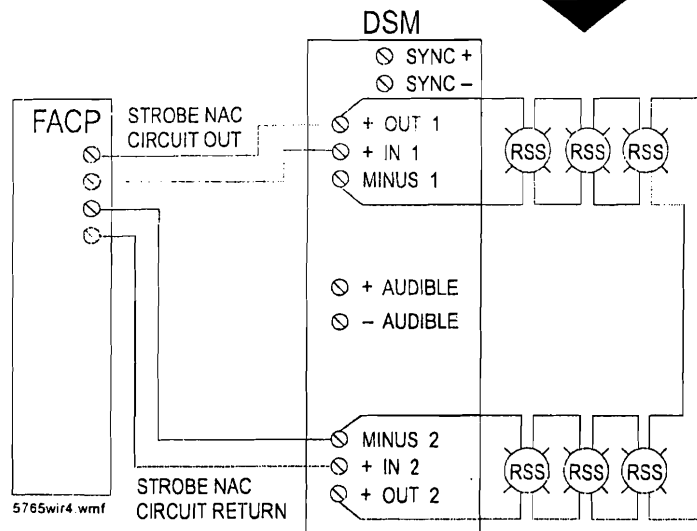 DSM
SYNC +
SYNC –
FACP
STROBE NAC
CIRCUIT OUT
+ OUT 1
+ IN 1
MINUS 1
RSS RSS RSS
+ AUDIBLE
– AUDIBLE
MINUS 2
+ IN 2
+ OUT 2
RSS RSS RSS
STROBE NAC
CIRCUIT RETURN
5765wir4.wmf